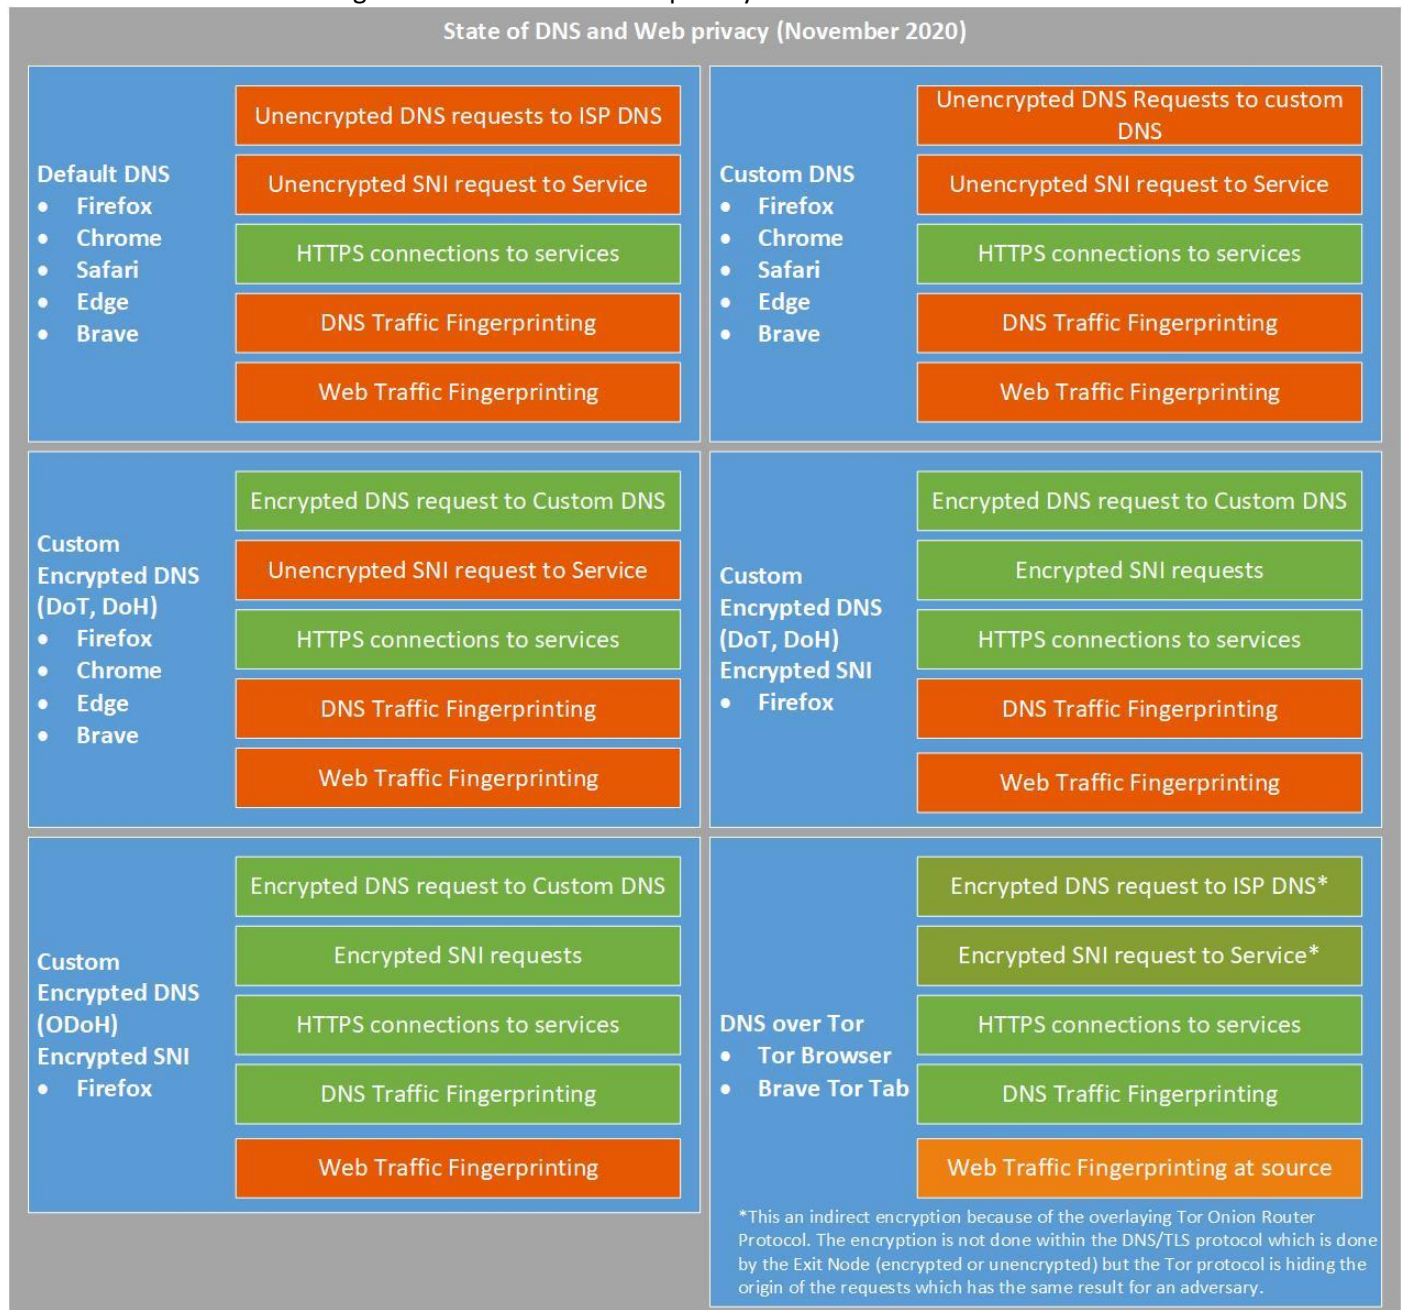 State of DNS and Web privacy (November 2020)
Default DNS
• Firefox
• Chrome
• Safari
• Edge
• Brave
Unencrypted DNS requests to ISP DNS
Unencrypted SNI request to Service
HTTPS connections to services
DNS Traffic Fingerprinting
Web Traffic Fingerprinting
Custom DNS
• Firefox
• Chrome
• Safari
• Edge
• Brave
Unencrypted DNS Requests to custom
DNS
Unencrypted SNI request to Service
HTTPS connections to services
DNS Traffic Fingerprinting
Web Traffic Fingerprinting
Custom
Encrypted DNS
(DoT, DoH)
• Firefox
• Chrome
• Edge
• Brave
Encrypted DNS request to Custom DNS
Unencrypted SNI request to Service
HTTPS connections to services
DNS Traffic Fingerprinting
Web Traffic Fingerprinting
Custom
Encrypted DNS
(DoT, DoH)
Encrypted SNI
• Firefox
Encrypted DNS request to Custom DNS
Encrypted SNI requests
HTTPS connections to services
DNS Traffic Fingerprinting
Web Traffic Fingerprinting
Custom
Encrypted DNS
(ODoH)
Encrypted SNI
• Firefox
Encrypted DNS request to Custom DNS
Encrypted SNI requests
HTTPS connections to services
DNS Traffic Fingerprinting
Web Traffic Fingerprinting
DNS over Tor
• Tor Browser
• Brave Tor Tab
Encrypted DNS request to ISP DNS*
Encrypted SNI request to Service*
HTTPS connections to services
DNS Traffic Fingerprinting
Web Traffic Fingerprinting at source
*This an indirect encryption because of the overlaying Tor Onion Router
Protocol. The encryption is not done within the DNS/TLS protocol which is done
by the Exit Node (encrypted or unencrypted) but the Tor protocol is hiding the
origin of the requests which has the same result for an adversary.